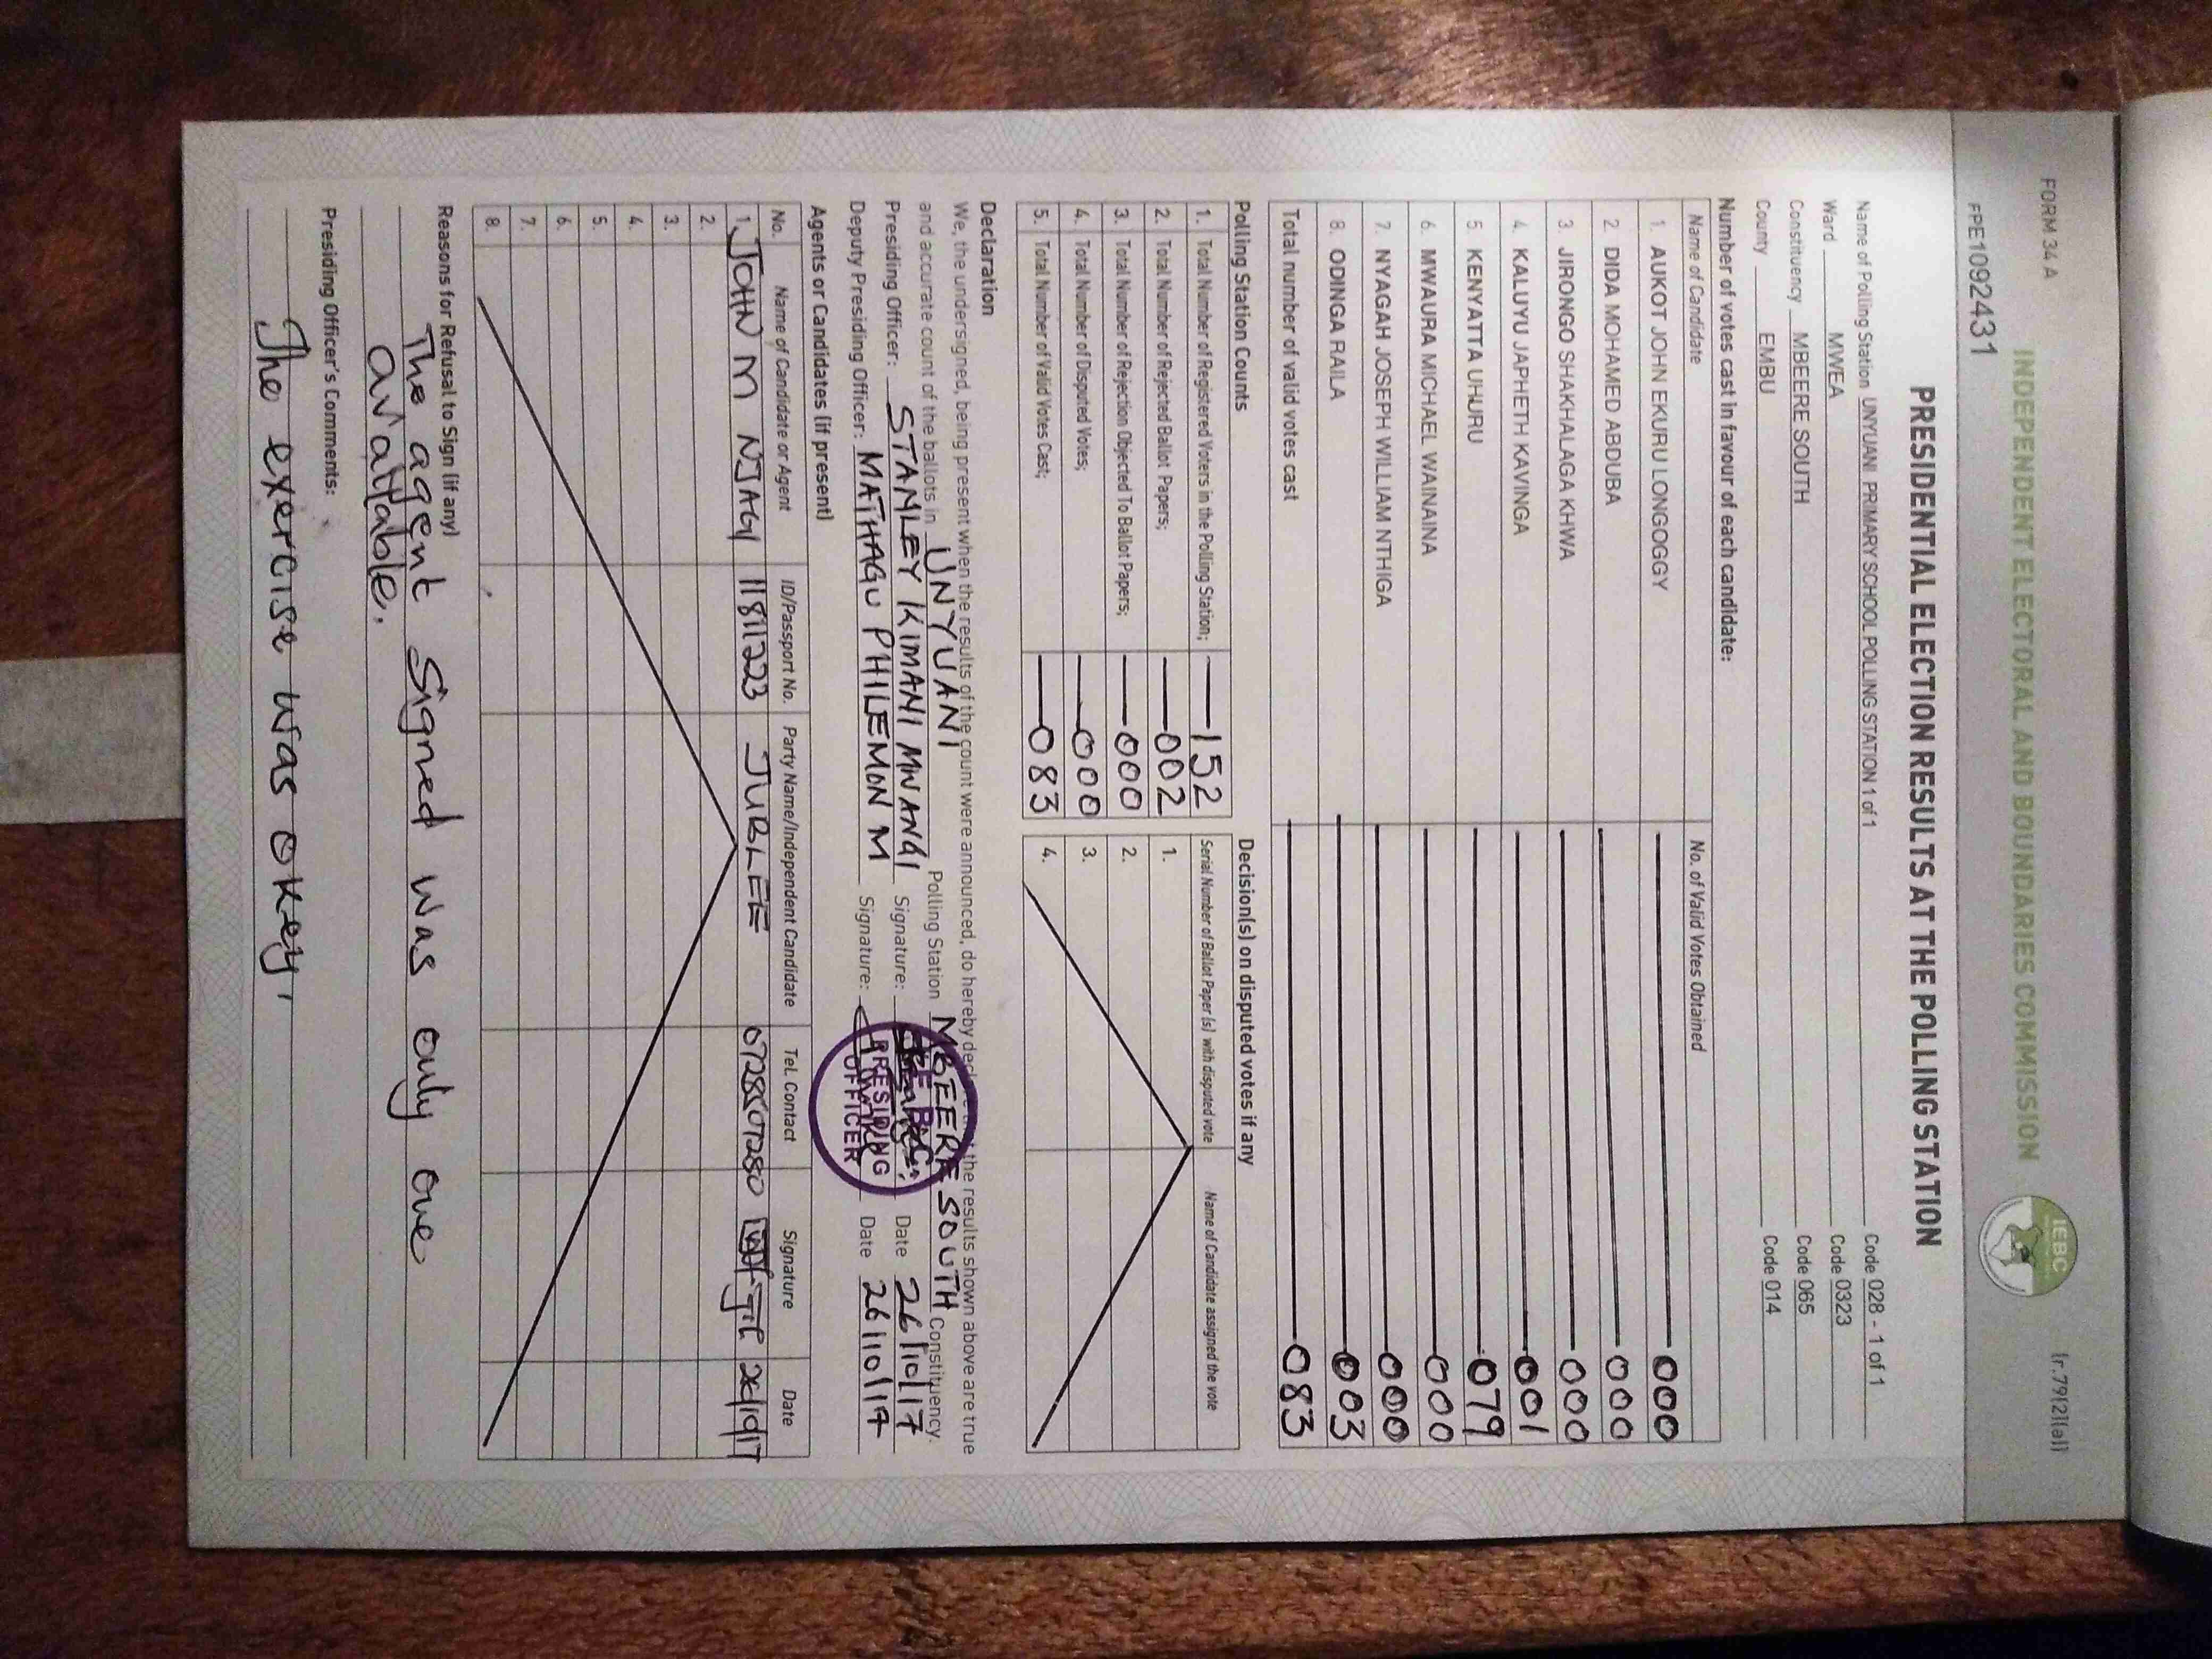 FORM 34 A
(r.79(2)(a))
INDEPENDENT ELECTORAL AND BOUNDARIES COMMISSION
IEBC
FPE1092431
PRESIDENTIAL ELECTION RESULTS AT THE POLLING STATION
Name of Polling Station UNYUANI PRIMARY SCHOOL POLLING STATION 1 of 1 Code 028 - 1 of 1
Ward MWEA Code 0323
Constituency MBEERE SOUTH Code 065
County EMBU Code 014
Number of votes cast in favour of each candidate:
Name of Candidate No. of Valid Votes Obtained
1. AUKOT JOHN EKURU LONGOGGY 000
2. DIDA MOHAMED ABDUBA 000
3. JIRONGO SHAKHALAGA KHWA 000
4. KALUYU JAPHETH KAVINGA 001
5 KENYATTA UHURU 079
6. MWAURA MICHAEL WAINAINA 000
7. NYAGAH JOSEPH WILLIAM NTHIGA 000
8. ODINGA RAILA 003
Total number of valid votes cast 083
Polling Station Counts Decision(s) on disputed votes if any
1. Total Number of Registered Voters in the Polling Station; 152 Serial Number of Ballot Paper (s) with disputed vote Name of Candidate assigned the vote
2. Total Number of Rejected Ballot Papers; 002 1.
3. Total Number of Rejection Objected To Ballot Papers; 000 2.
4. Total Number of Disputed Votes; 000 3.
5. Total Number of Valid Votes Cast; 083 4.
Declaration
We, the undersigned, being present when the results of the count were announced, do hereby the results shown above are true
and accurate count of the ballots in UNYUANI Polling Station MBEERE SOUTH Constituency.
Presiding Officer: STANLEY KIMANI MWANGI Signature: Date 26/10/17
Deputy Presiding Officer: MATHAGU PHILEMON M Signature: Date 26/10/17
PRESIDING
OFFICER
Agents or Candidates (if present)
No. Name of Candidate or Agent ID/Passport No. Party Name/Independent Candidate Tel. Contact Signature Date
1. JOHN M NJAGI 11811223 JUBLEE 0728507280
2.
3.
4.
5.
6.
7.
8.
Reasons for Refusal to Sign (if any)
The agent signed was only one
available.
Presiding Officer's Comments:
The exercise was okey,